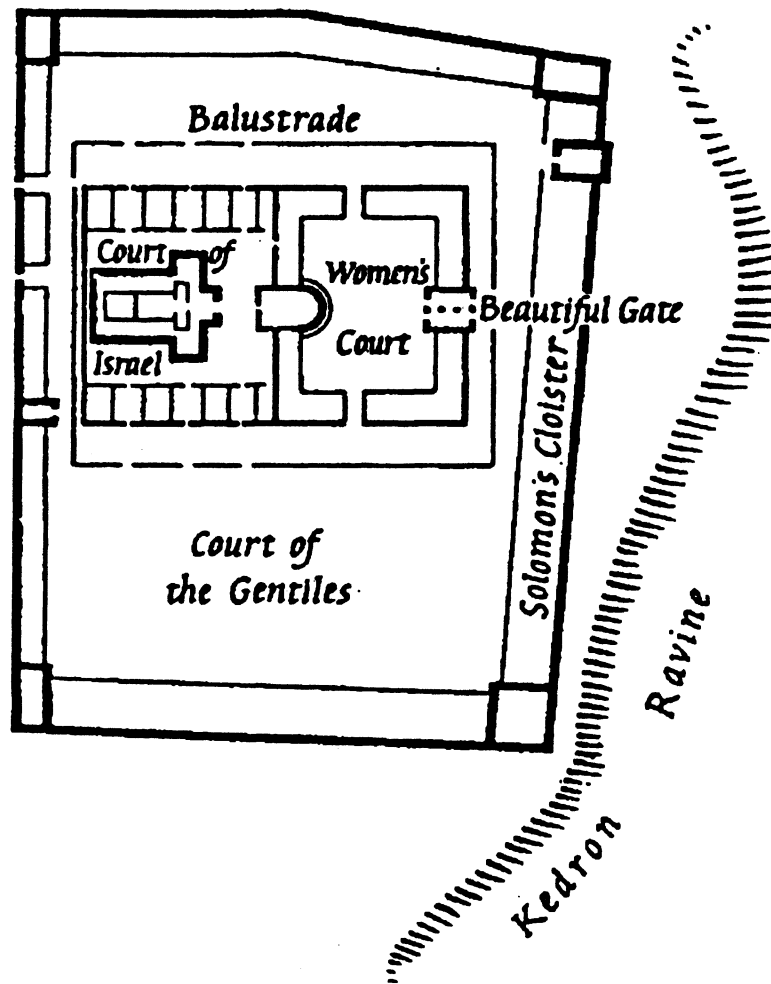 Balustrade
Court of
Israel
Women's
Court
Beautiful Gate
Solomon's Cloister
Court of
the Gentiles
Kedron Ravine